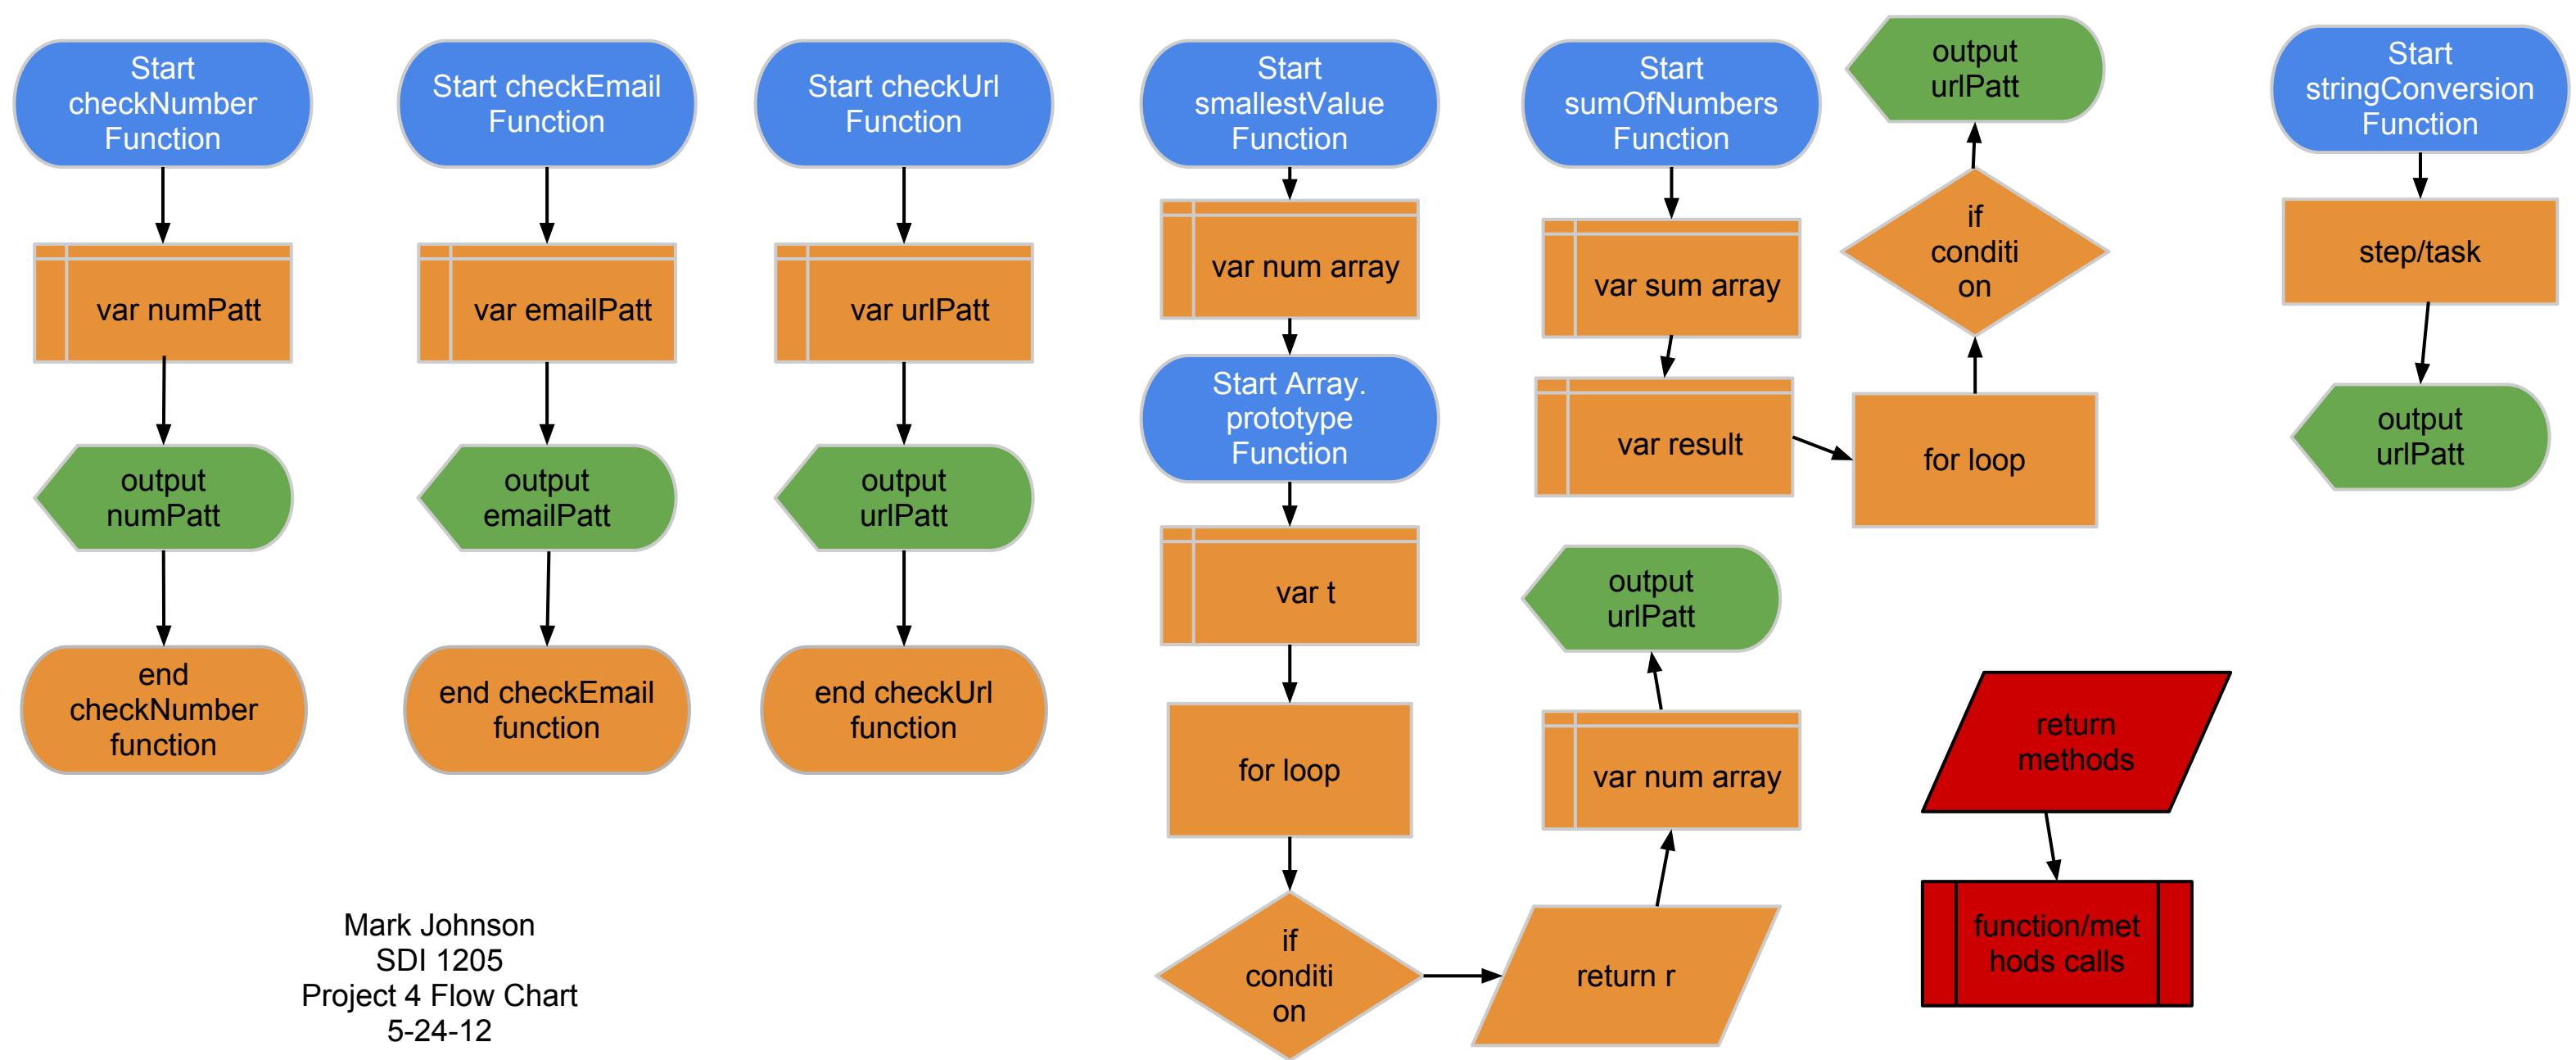 Start
checkNumber
Function
var numPatt
output
numPatt
end
checkNumber
function
Start checkEmail
Function
var emailPatt
output
emailPatt
end checkEmail
function
Start checkUrl
Function
var urlPatt
output
urlPatt
end checkUrl
function
Start
smallestValue
Function
var num array
Start Array.
prototype
Function
var t
for loop
if
conditi
on
return r
var num array
output
urlPatt
Start
sumOfNumbers
Function
var sum array
var result
for loop
if
conditi
on
output
urlPatt
Start
stringConversion
Function
step/task
output
urlPatt
return
methods
function/met
hods calls
Mark Johnson
SDI 1205
Project 4 Flow Chart
5-24-12